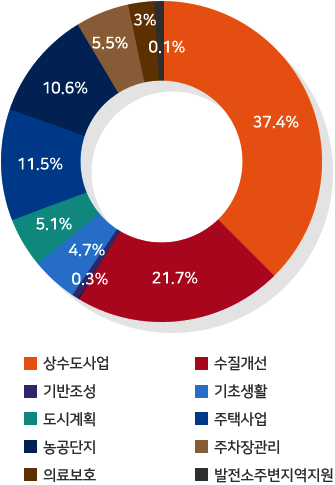 3%
0.1%
5.5%
10.6%
37.4%
11.5%
5.1%
4.7%
0.3%
21.7%
상수도사업
수질개선
기반조성
기초생활
도시계획
주택사업
농공단지
주차장관리
의료보호
발전소주변지역지원